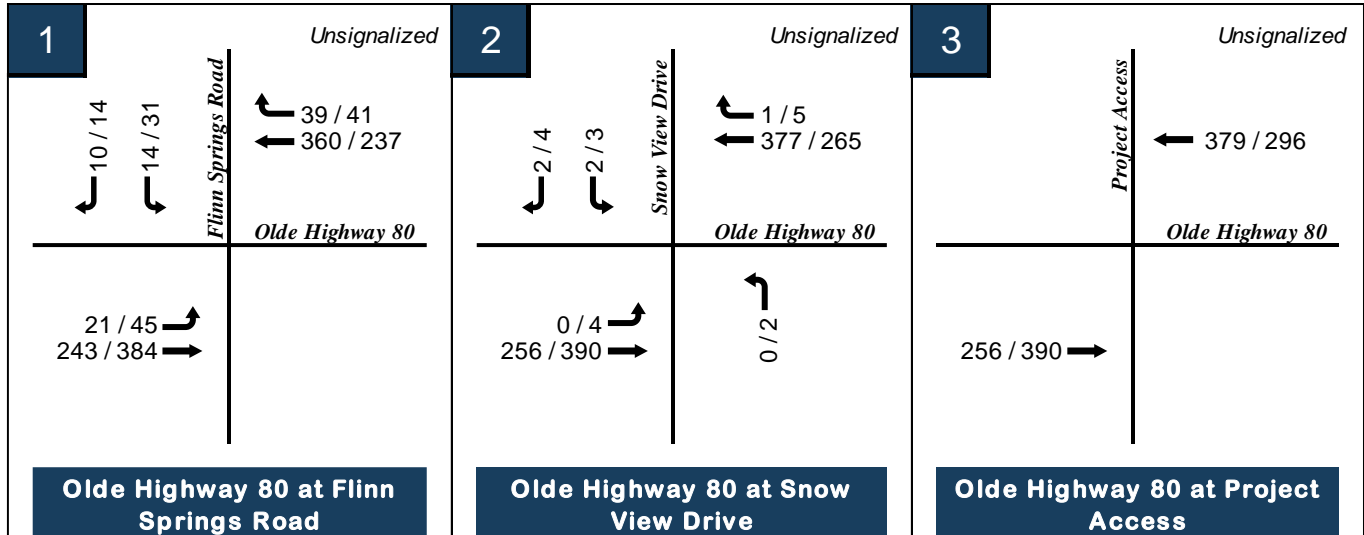 1
Unsignalized
10 / 14
14 / 31
Flinn Springs Road
39 / 41
360 / 237
Olde Highway 80
21 / 45
243 / 384
Olde Highway 80 at Flinn
Springs Road
2
Unsignalized
2 / 4
2 / 3
Snow View Drive
1 / 5
377 / 265
Olde Highway 80
0 / 4
256 / 390
0 / 2
Olde Highway 80 at Snow
View Drive
3
Unsignalized
Project Access
379 / 296
Olde Highway 80
256 / 390
Olde Highway 80 at Project
Access